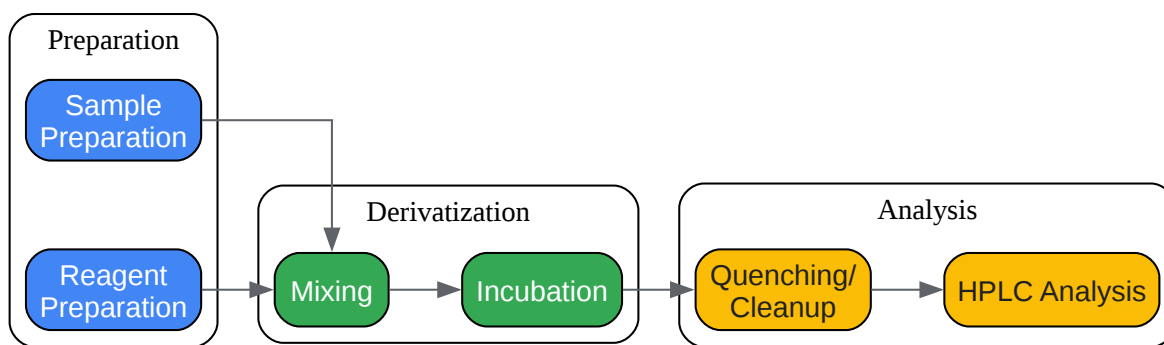 Preparation
Sample
Preparation
Reagent
Preparation
Derivatization
Mixing
Incubation
Analysis
Quenching/
Cleanup
HPLC Analysis